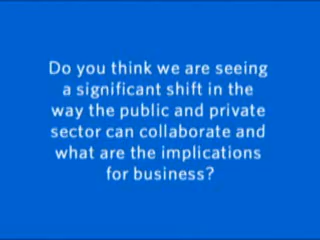 Do you think we are seeing
a significant shift in the
way the public and private
sector can collaborate and
what are the implications
for business?